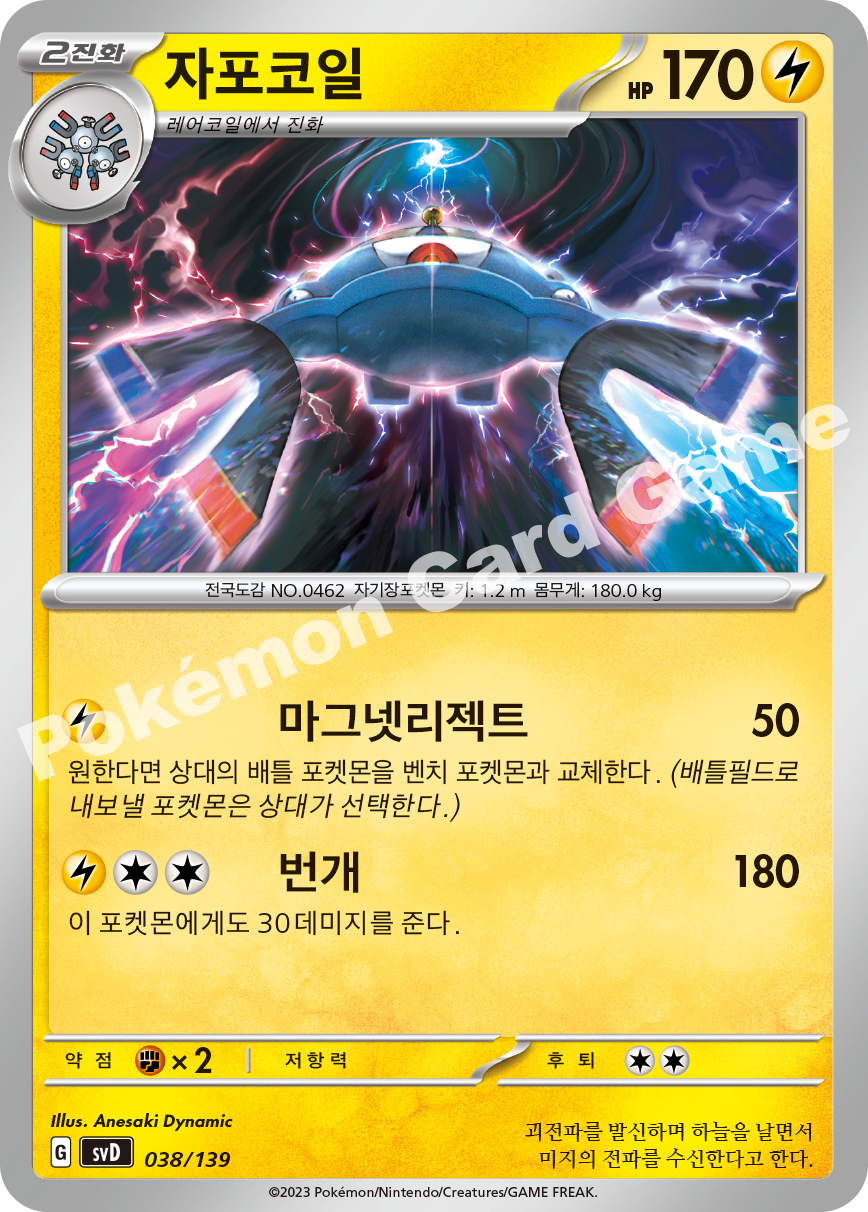 2진화 자포코일 HP 170
레어코일에서 진화
전국도감 NO.0462 자기장포켓몬 키: 1.2 m 몸무게: 180.0 kg
Pokémon Card Game
마그넷리젝트 50
원한다면 상대의 배틀 포켓몬을 벤치 포켓몬과 교체한다. (배틀필드로
내보낼 포켓몬은 상대가 선택한다.)
번개 180
이 포켓몬에게도 30데미지를 준다.
약점 ×2 저항력 후퇴
Illus. Anesaki Dynamic
G svD 038/139
괴전파를 발신하며 하늘을 날면서
미지의 전파를 수신한다고 한다.
©2023 Pokémon/Nintendo/Creatures/GAME FREAK.